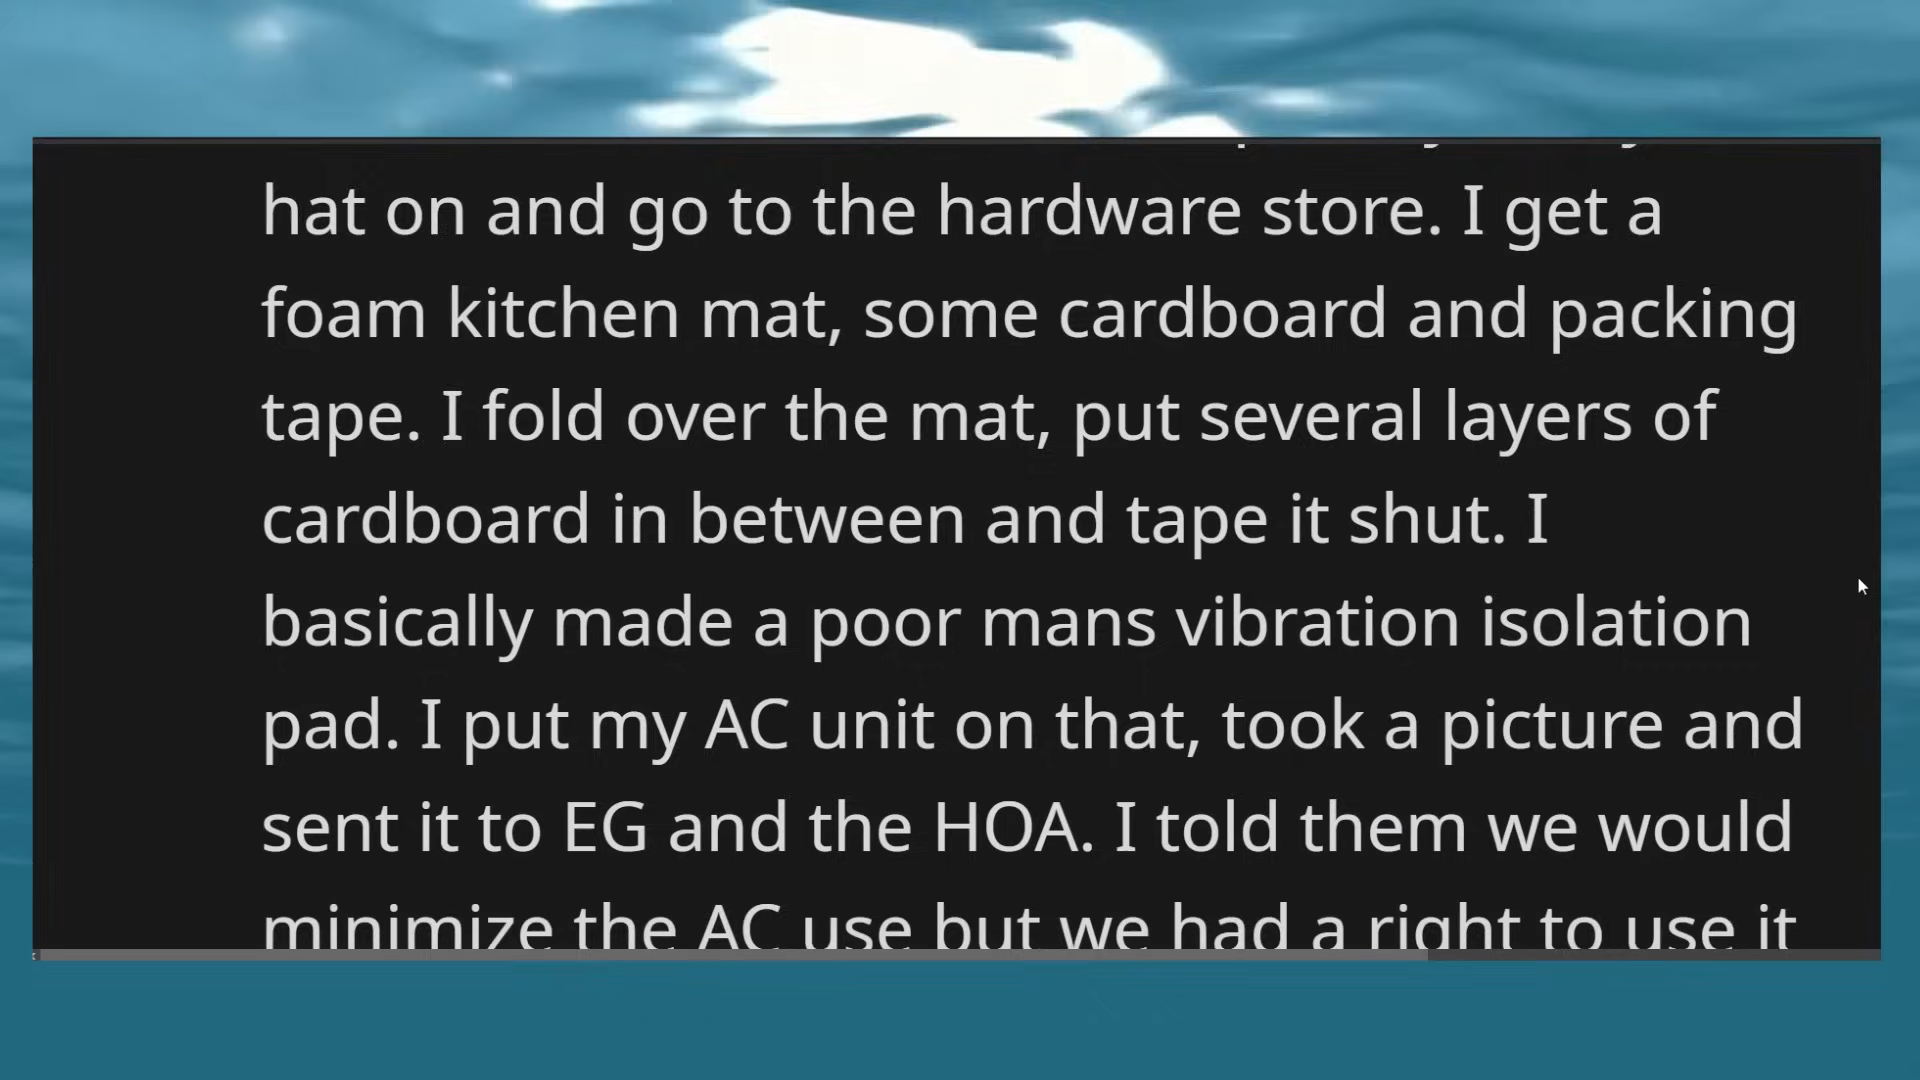 hat on and go to the hardware store. I get a
foam kitchen mat, some cardboard and packing
tape. I fold over the mat, put several layers of
cardboard in between and tape it shut. I
basically made a poor mans vibration isolation
pad. I put my AC unit on that, took a picture and
sent it to EG and the HOA. I told them we would
minimize the AC use but we had a right to use it